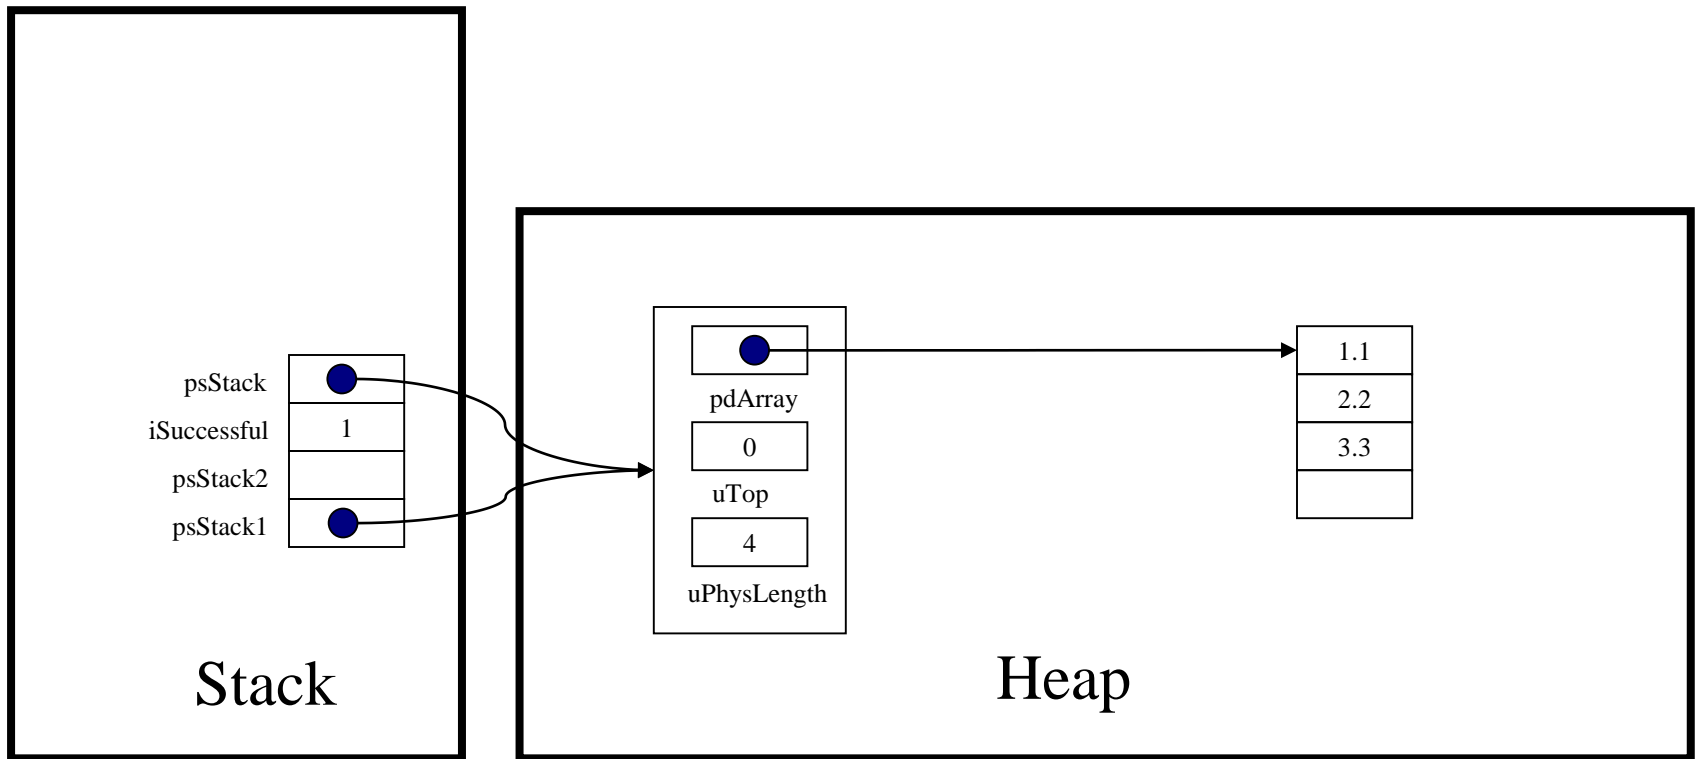 psStack
iSuccessful 1
psStack2
psStack1
Stack
pdArray
0
uTop
4
uPhysLength
1.1
2.2
3.3
Heap